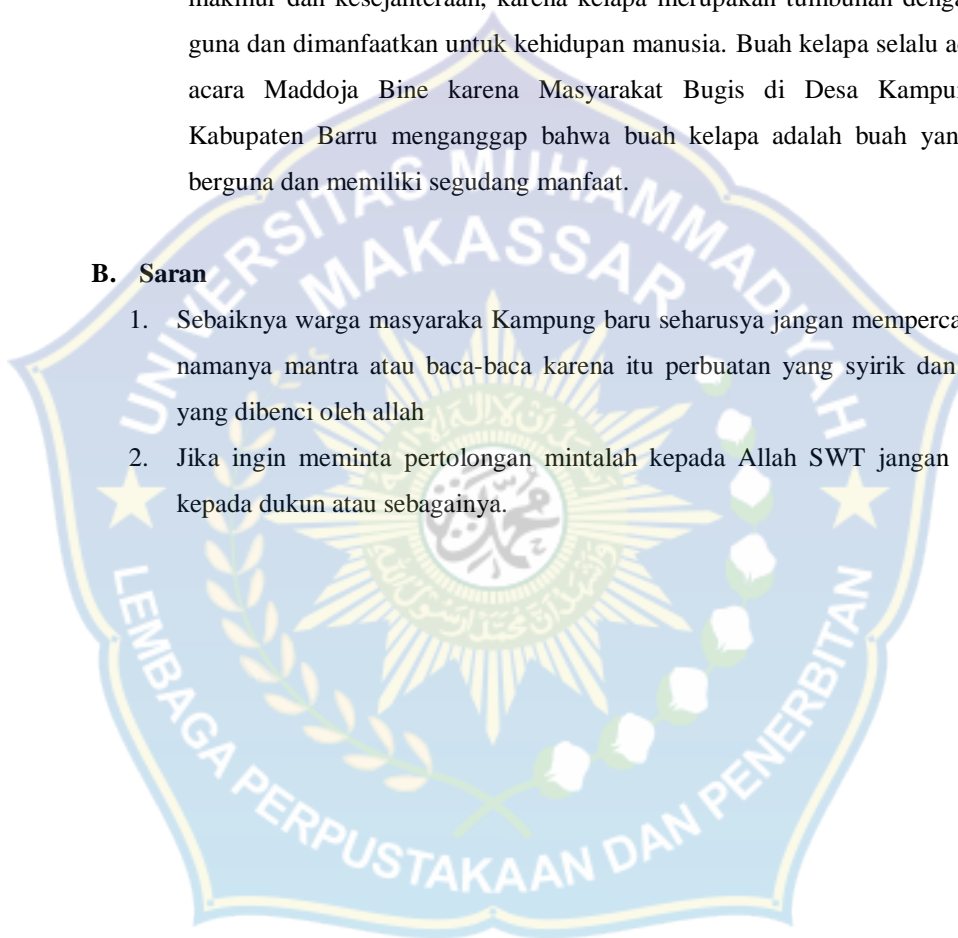 makmur dan kesejahteraan, karena kelapa merupakan tumbuhan
guna dan dimanfaatkan untuk kehidupan manusia. Buah kelapa selalu
acara Maddoja Bine karena Masyarakat Bugis di Desa
Kabupaten Barru menganggap bahwa buah kelapa adalah buah
berguna dan memiliki segudang manfaat.
B. Saran
1. Sebaiknya warga masyaraka Kampung baru seharusya jangan
namanya mantra atau baca-baca karena itu perbuatan yang syirik dan
yang dibenci oleh allah
2. Jika ingin meminta pertolongan mintalah kepada Allah SWT jangan
kepada dukun atau sebagainya.
UNIVERSITAS MUHAMMADIYAH
MAKASSAR
LEMBAGA PERPUSTAKAAN DAN PENERBITAN